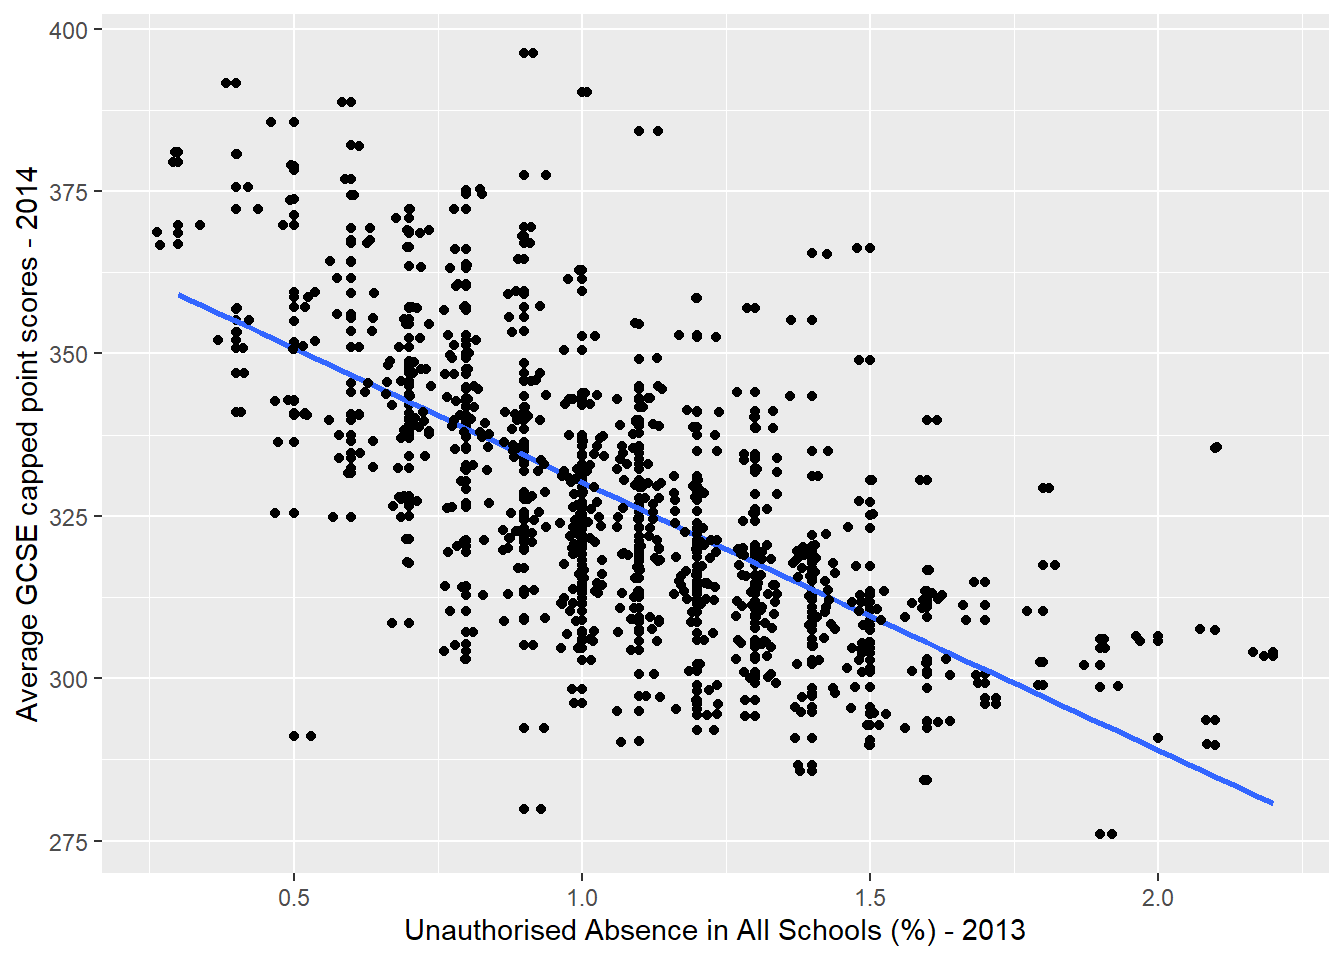 Average GCSE capped point scores - 2014
400
375
350
325
300
275
0.5 1.0 1.5 2.0
Unauthorised Absence in All Schools (%) - 2013